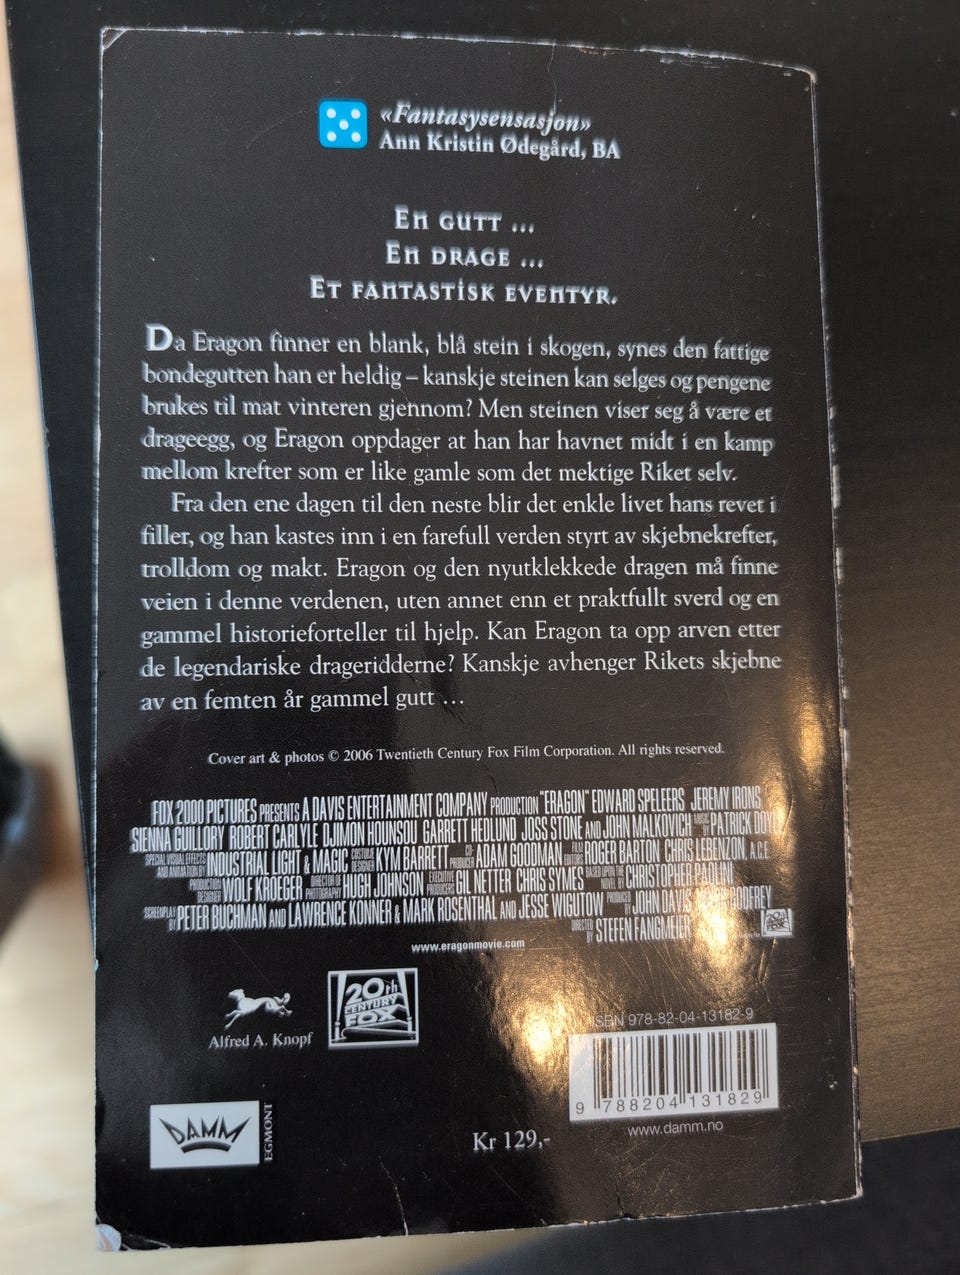 «Fantasysensasjon»
Ann Kristin Ødegård, BA
En gutt ...
En drage ...
Et fantastisk eventyr.
Da Eragon finner en blank, blå stein i skogen, synes den fattige
bondegutten han er heldig – kanskje steinen kan selges og pengene
brukes til mat vinteren gjennom? Men steinen viser seg å være et
drageegg, og Eragon oppdager at han har havnet midt i en kamp
mellom krefter som er like gamle som det mektige Riket selv.
Fra den ene dagen til den neste blir det enkle livet hans revet i
filler, og han kastes inn i en farefull verden styrt av skjebnekrefter,
trolldom og makt. Eragon og den nyutklekkede dragen må finne
veien i denne verdenen, uten annet enn et praktfullt sverd og en
gammel historieforteller til hjelp. Kan Eragon ta opp arven etter
de legendariske drageridderne? Kanskje avhenger Rikets skjebne
av en femten år gammel gutt ...
Cover art & photos © 2006 Twentieth Century Fox Film Corporation. All rights reserved.
FOX 2000 PICTURES PRESENTS A DAVIS ENTERTAINMENT COMPANY PRODUCTION "ERAGON" EDWARD SPELEERS JEREMY IRONS
SIENNA GUILLORY ROBERT CARLYLE DJIMON HOUNSOU GARRETT HEDLUND JOSS STONE AND JOHN MALKOVICH MUSIC BY PATRICK DOYLE
SPECIAL VISUAL EFFECTS AND ANIMATION BY INDUSTRIAL LIGHT & MAGIC COSTUME DESIGNER KYM BARRETT CO-PRODUCER ADAM GOODMAN FILM EDITORS ROGER BARTON CHRIS LEBENZON, A.C.E.
PRODUCTION DESIGNER WOLF KROEGER DIRECTOR OF PHOTOGRAPHY HUGH JOHNSON EXECUTIVE PRODUCERS GIL NETTER CHRIS SYMES BASED UPON THE NOVEL BY CHRISTOPHER PAOLINI
SCREENPLAY BY PETER BUCHMAN AND LAWRENCE KONNER & MARK ROSENTHAL AND JESSE WIGUTOW PRODUCED BY JOHN DAVIS GODFREY
DIRECTED BY STEFEN FANGMEIER
www.eragonmovie.com
20th
CENTURY
FOX
Alfred A. Knopf
ISBN 978-82-04-13182-9
9 788204 131829
www.damm.no
DAMM
EGMONT
Kr 129,-